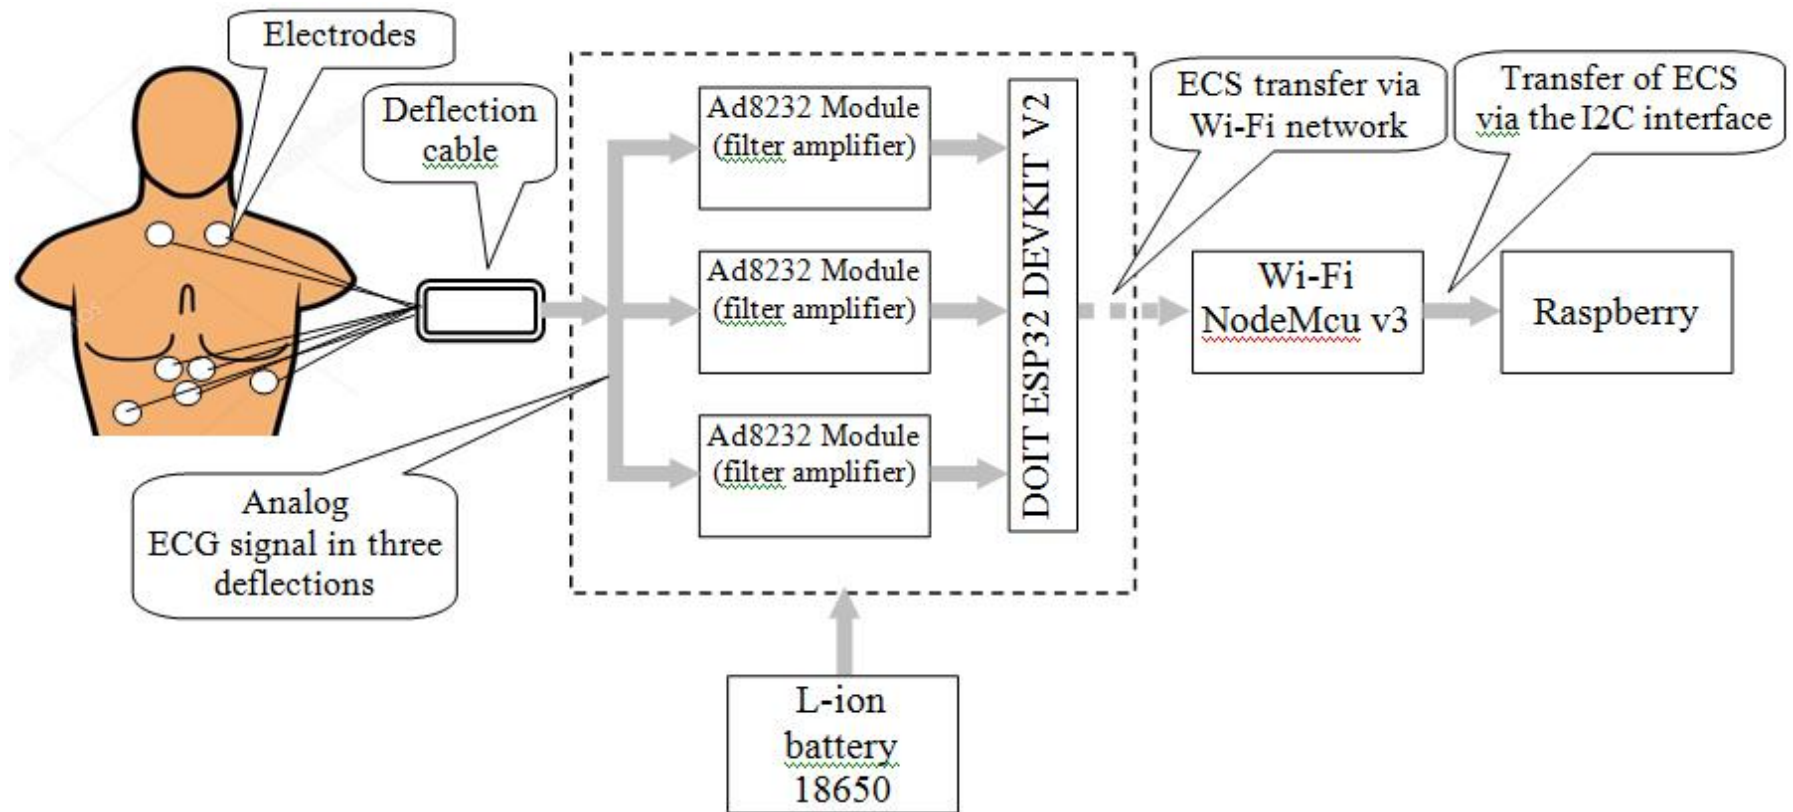 Electrodes
Deflection
cable
Ad8232 Module
(filter amplifier)
Ad8232 Module
(filter amplifier)
Ad8232 Module
(filter amplifier)
DOIT ESP32 DEVKIT V2
ECS transfer via
Wi-Fi network
Transfer of ECS
via the I2C interface
Wi-Fi
NodeMcu v3
Raspberry
Analog
ECG signal in three
deflections
L-ion
battery
18650